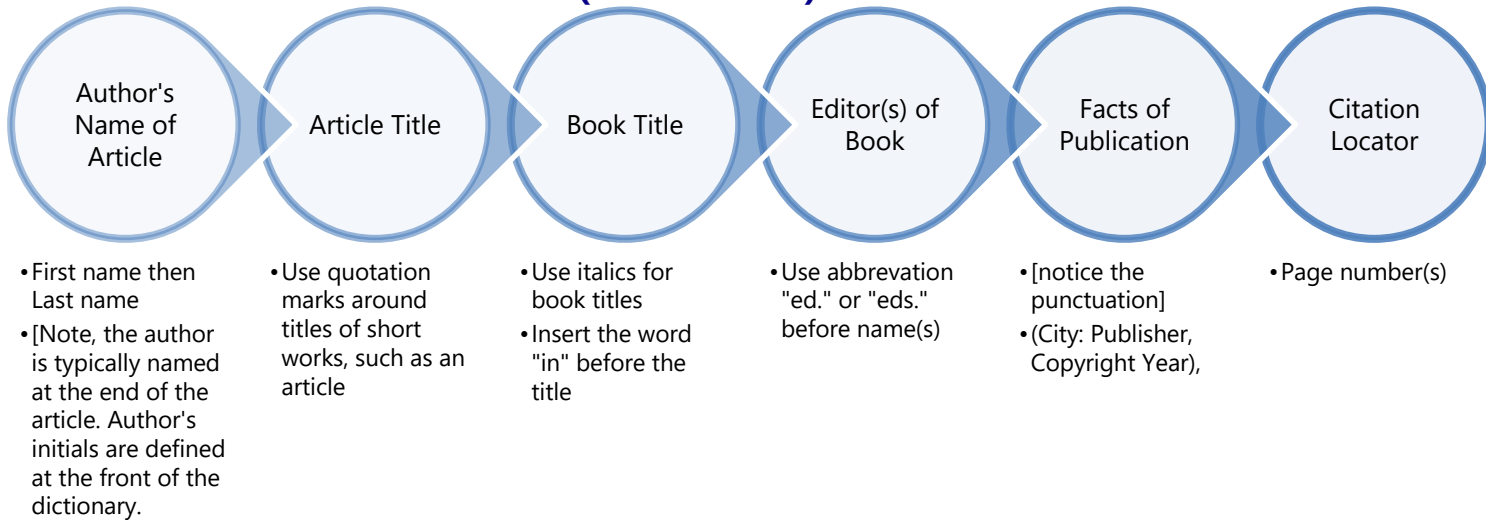 Author's
Name of
Article
Article Title
Book Title
Editor(s) of
Book
Facts of
Publication
Citation
Locator
•First name then
Last name
•[Note, the author
is typically named
at the end of the
article. Author's
initials are defined
at the front of the
dictionary.
•Use quotation
marks around
titles of short
works, such as an
article
•Use italics for
book titles
•Insert the word
"in" before the
title
•Use abbrevation
"ed." or "eds."
before name(s)
•[notice the
punctuation]
•(City: Publisher,
Copyright Year),
•Page number(s)